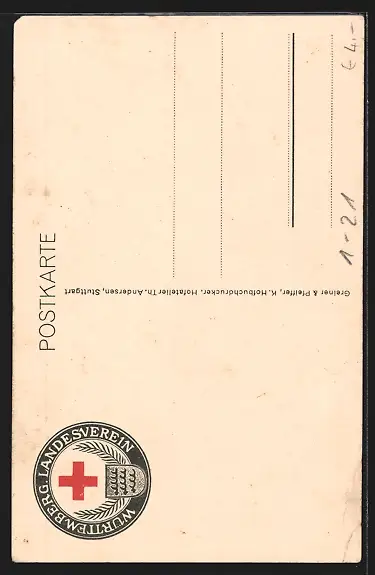 POSTKARTE
WÜRTTEMBERG. LANDESVEREIN
Greiner & Pfeiffer, K. Hofbuchdrucker. Hofatelier Th. Andersen, Stuttgart
€ 4,-
1-21